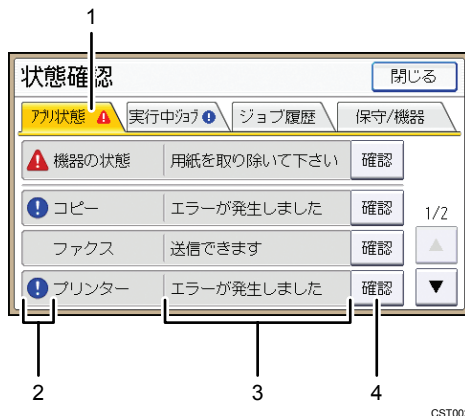 1
状態確認 閉じる
ｱﾌﾟﾘ状態 実行中ｼﾞｮﾌﾞ ジョブ履歴 保守/機器
機器の状態 用紙を取り除いて下さい 確認
コピー エラーが発生しました 確認
1/2
ファクス 送信できます 確認
プリンター エラーが発生しました 確認
2 3 4